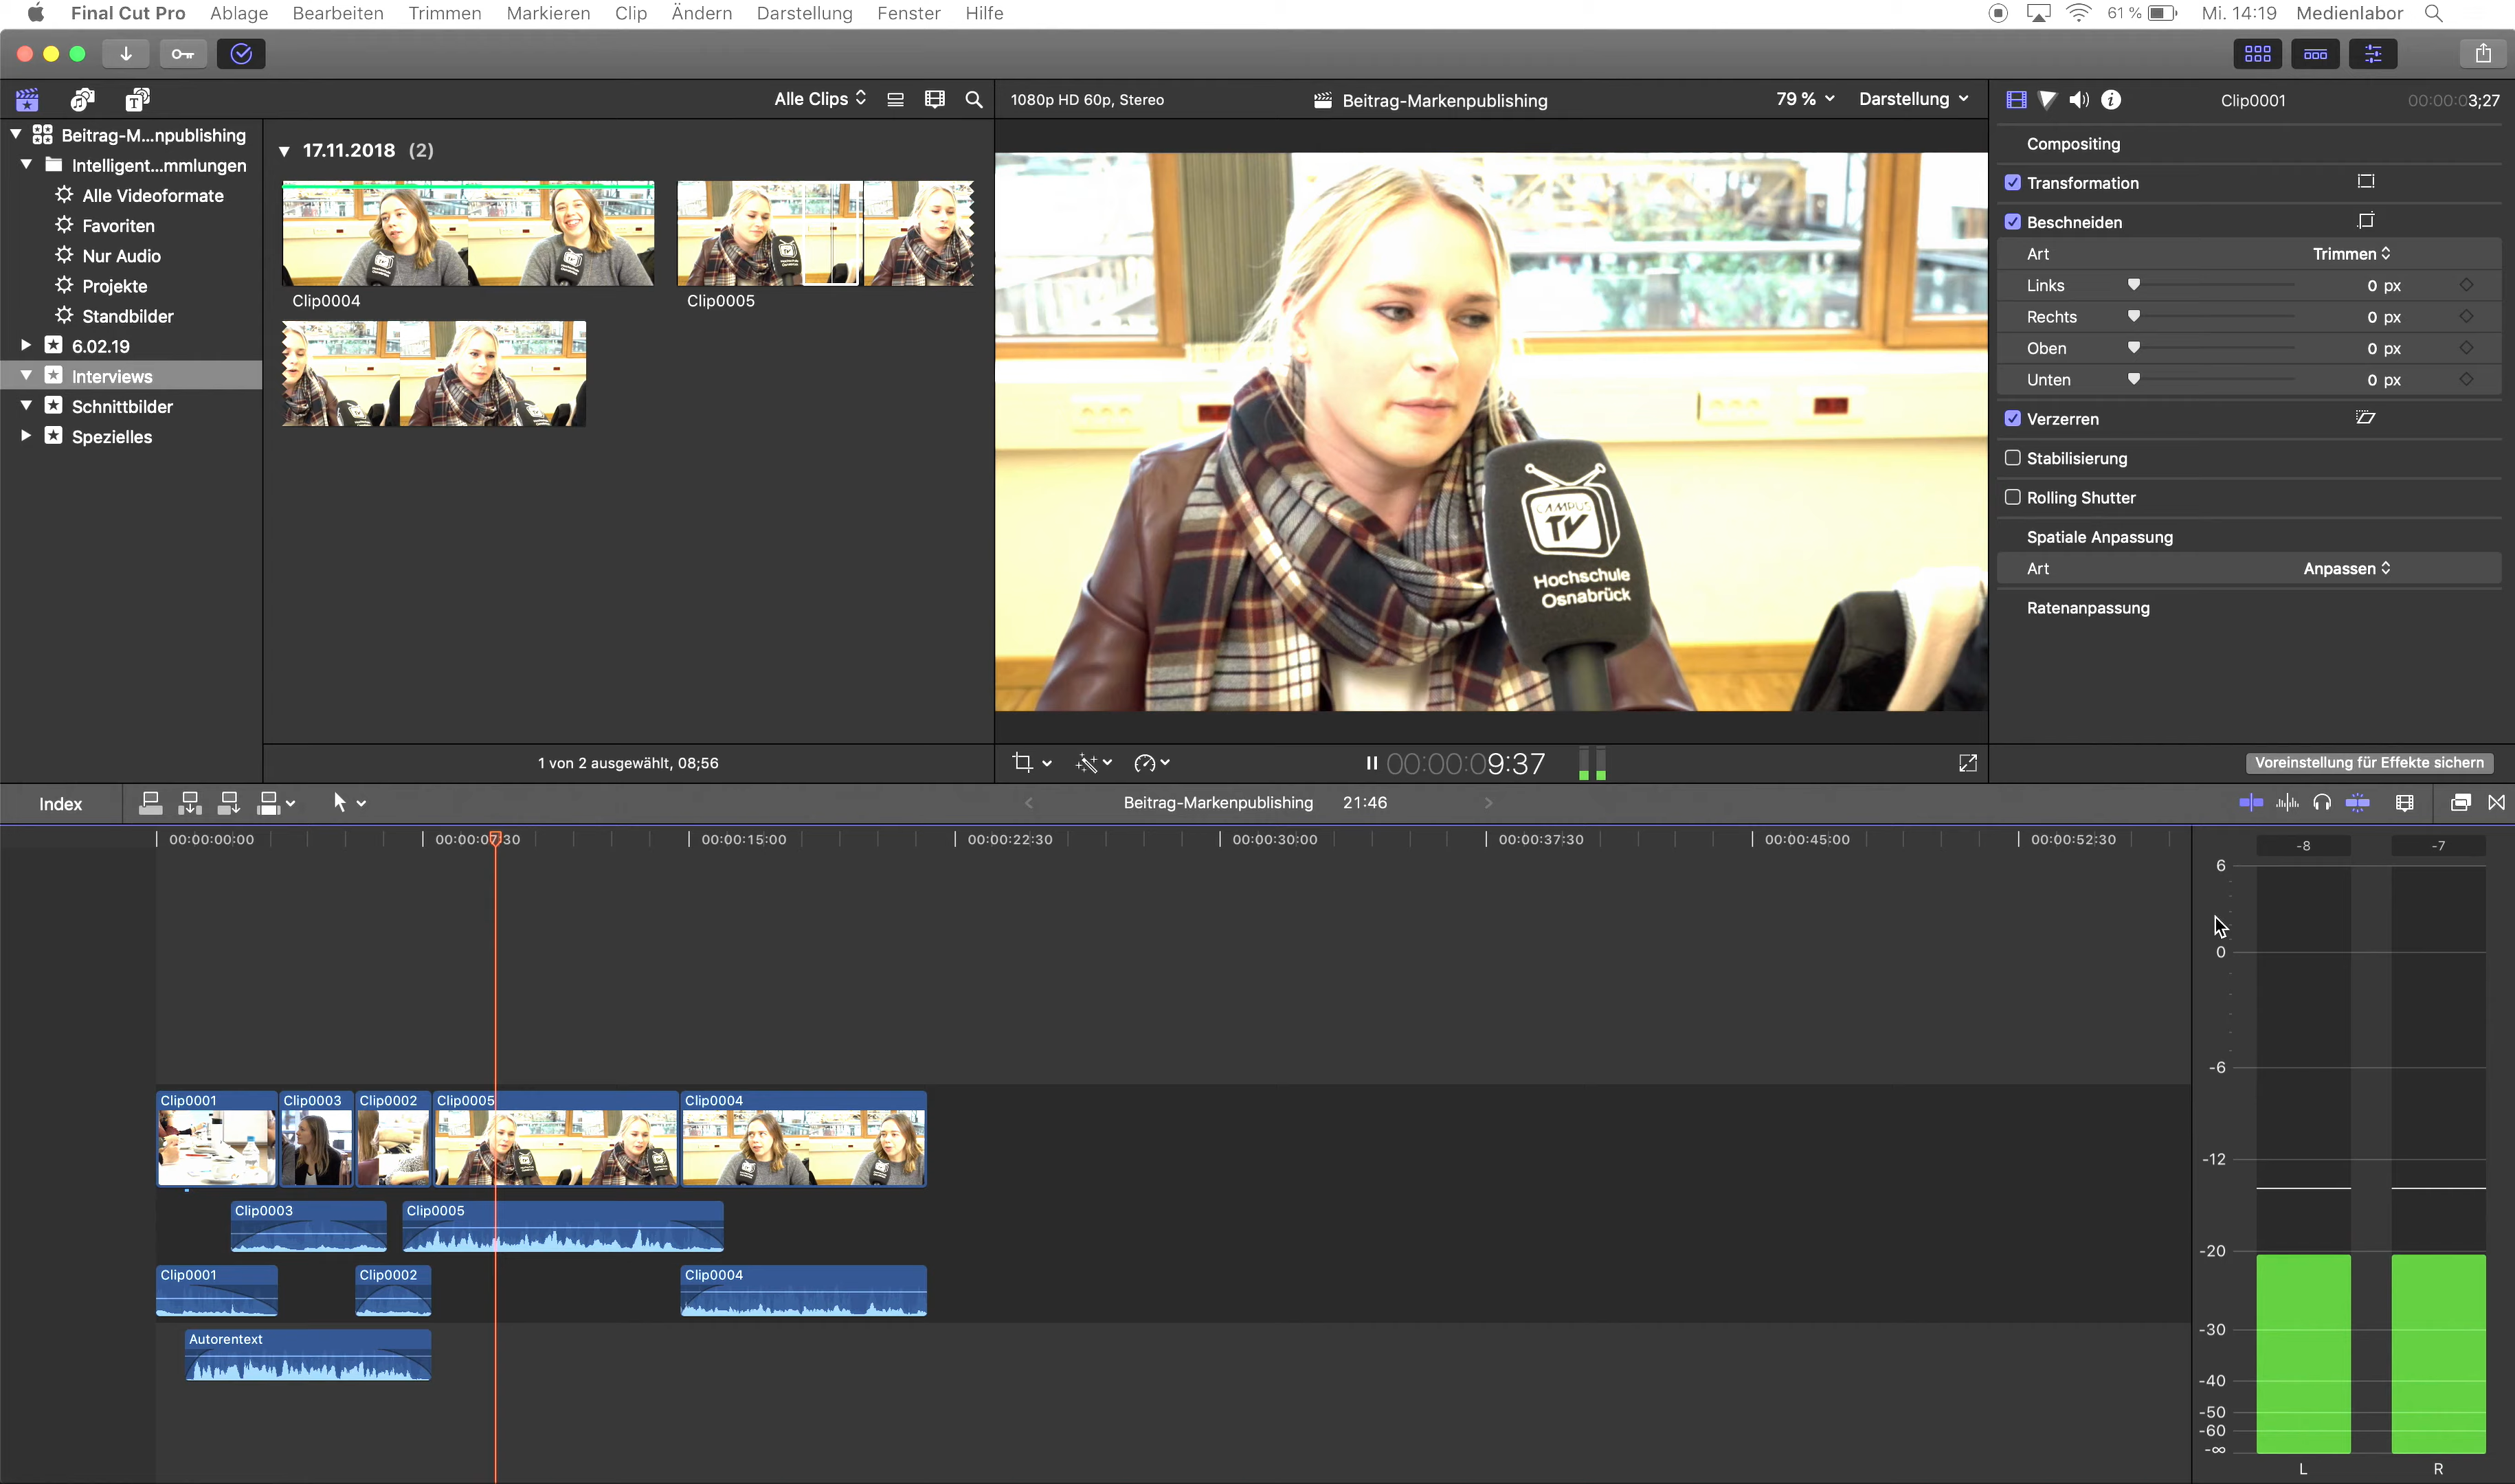 Final Cut Pro Ablage Bearbeiten Trimmen Markieren Clip Ändern Darstellung Fenster Hilfe 61 % Mi. 14:19 Medienlabor
Alle Clips
1080p HD 60p, Stereo
Beitrag-Markenpublishing
79 %
Darstellung
Clip0001
00:00:03;27
Beitrag-M...npublishing
Intelligent...mmlungen
Alle Videoformate
Favoriten
Nur Audio
Projekte
Standbilder
6.02.19
Interviews
Schnittbilder
Spezielles
17.11.2018 (2)
Clip0004
Clip0005
1 von 2 ausgewählt, 08;56
CAMPUS
TV
Hochschule
Osnabrück
00:00:09:37
Compositing
Transformation
Beschneiden
Art Trimmen
Links 0 px
Rechts 0 px
Oben 0 px
Unten 0 px
Verzerren
Stabilisierung
Rolling Shutter
Spatiale Anpassung
Art Anpassen
Ratenanpassung
Voreinstellung für Effekte sichern
Index
Beitrag-Markenpublishing 21:46
00:00:00:00 00:00:07:30 00:00:15:00 00:00:22:30 00:00:30:00 00:00:37:30 00:00:45:00 00:00:52:30
Clip0001 Clip0003 Clip0002 Clip0005 Clip0004
Clip0003 Clip0005
Clip0001 Clip0002 Clip0004
Autorentext
-8 -7
6
0
-6
-12
-20
-30
-40
-50
-60
-∞
L R